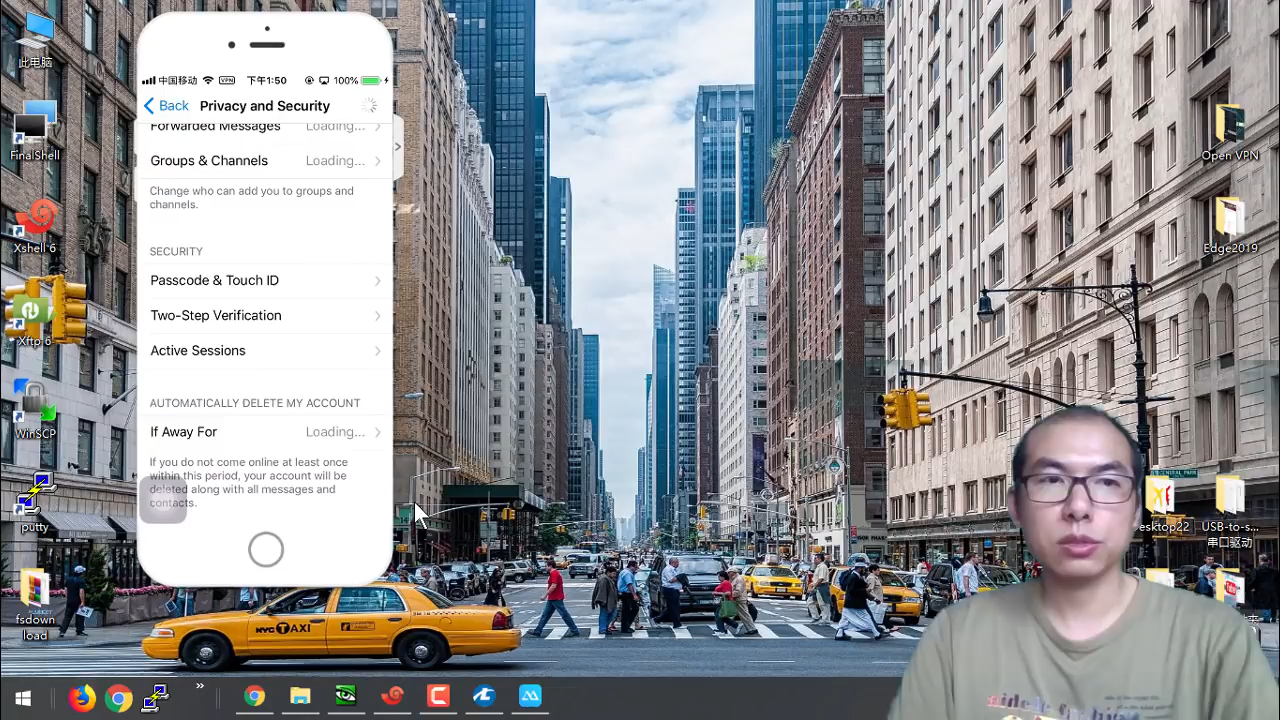 此电脑
FinalShell
Xshell 6
Xftp 6
WinSCP
putty
fsdown
load
中国移动
VPN
下午1:50
100%
Back
Privacy and Security
Forwarded Messages
Loading...
Groups & Channels
Loading...
Change who can add you to groups and
channels.
SECURITY
Passcode & Touch ID
Two-Step Verification
Active Sessions
AUTOMATICALLY DELETE MY ACCOUNT
If Away For
Loading...
If you do not come online at least once
within this period, your account will be
deleted along with all messages and
contacts.
NYC TAXI
Open VPN
Edge2019
esktop22
USB-to-s...
串口驱动